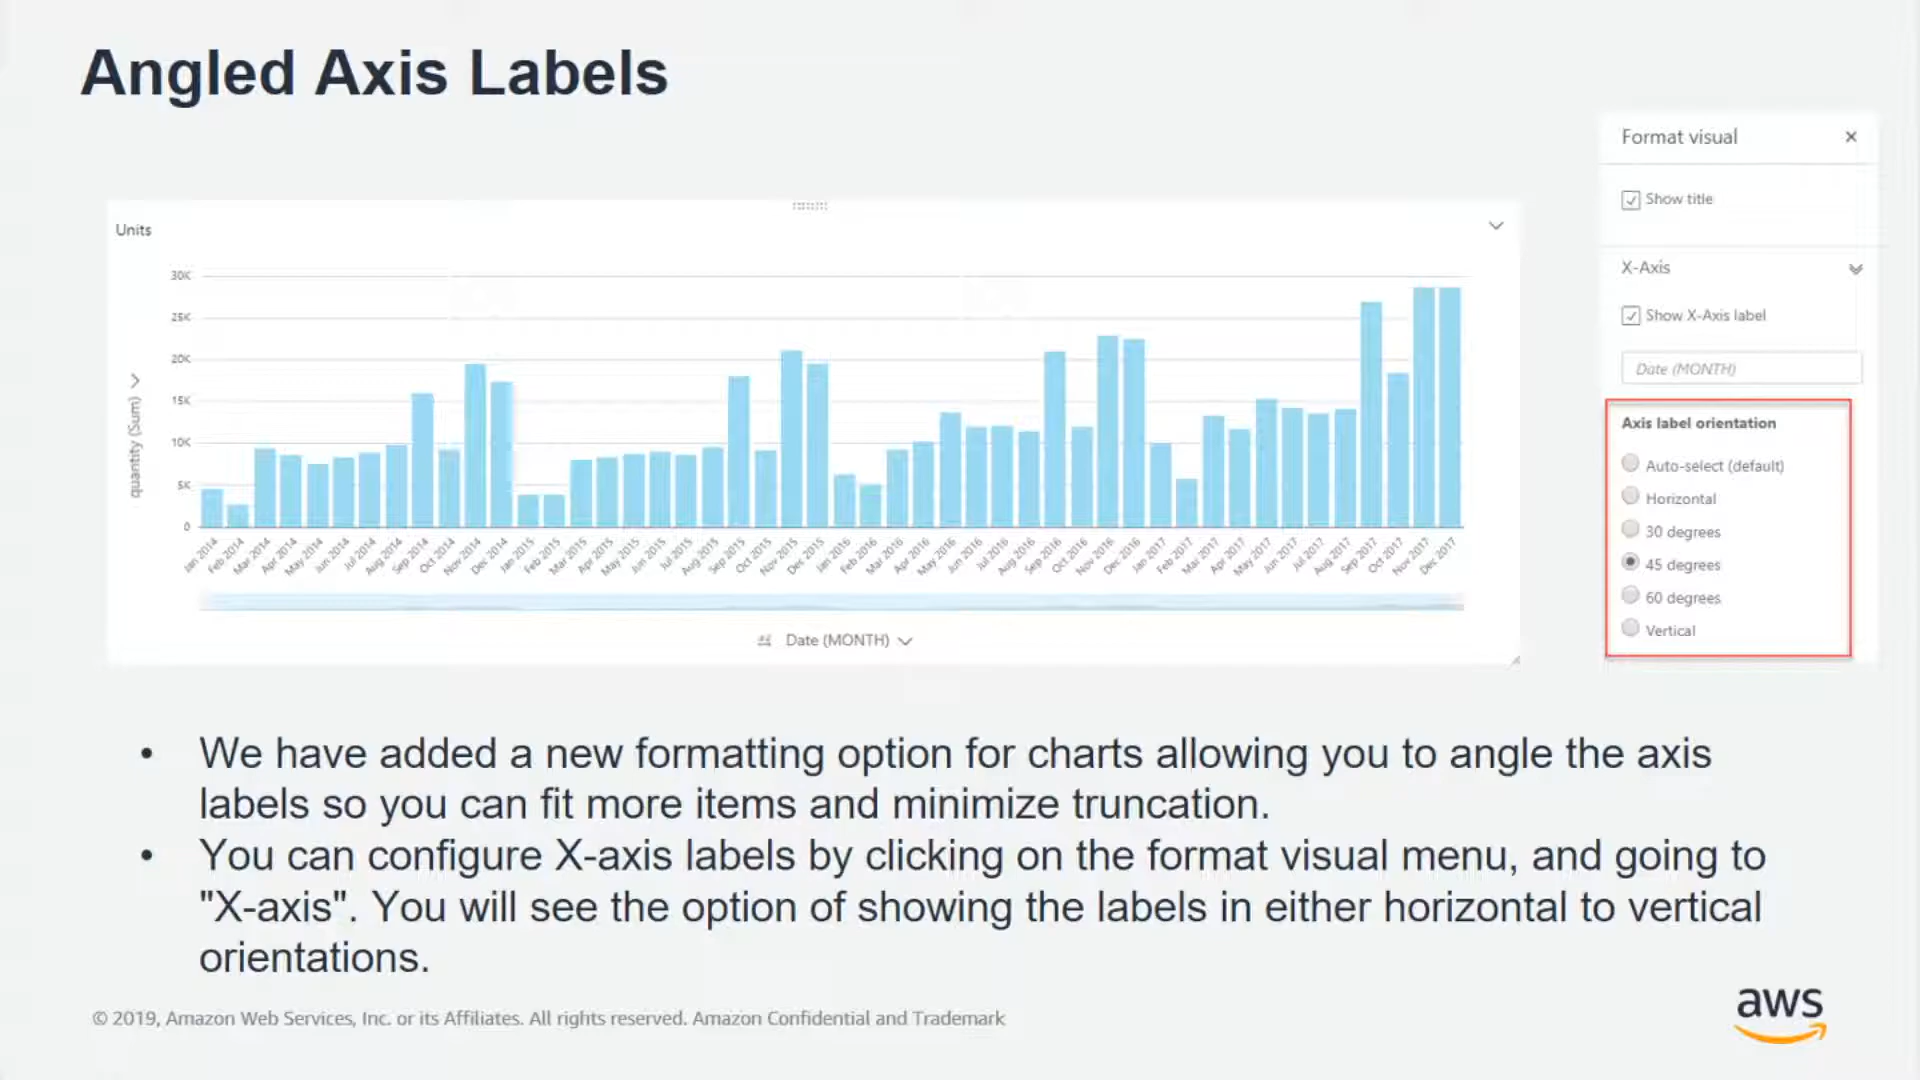 Angled Axis Labels
Format visual
Show title
X-Axis
Show X-Axis label
Date (MONTH)
Axis label orientation
Auto-select (default)
Horizontal
30 degrees
45 degrees
60 degrees
Vertical
Units
quantity (Sum)
30K
25K
20K
15K
10K
5K
0
Jan 2014 Feb 2014 Mar 2014 Apr 2014 May 2014 Jun 2014 Jul 2014 Aug 2014 Sep 2014 Oct 2014 Nov 2014 Dec 2014 Jan 2015 Feb 2015 Mar 2015 Apr 2015 May 2015 Jun 2015 Jul 2015 Aug 2015 Sep 2015 Oct 2015 Nov 2015 Dec 2015 Jan 2016 Feb 2016 Mar 2016 Apr 2016 May 2016 Jun 2016 Jul 2016 Aug 2016 Sep 2016 Oct 2016 Nov 2016 Dec 2016 Jan 2017 Feb 2017 Mar 2017 Apr 2017 May 2017 Jun 2017 Jul 2017 Aug 2017 Sep 2017 Oct 2017 Nov 2017 Dec 2017
Date (MONTH)
• We have added a new formatting option for charts allowing you to angle the axis
labels so you can fit more items and minimize truncation.
• You can configure X-axis labels by clicking on the format visual menu, and going to
"X-axis". You will see the option of showing the labels in either horizontal to vertical
orientations.
© 2019, Amazon Web Services, Inc. or its Affiliates. All rights reserved. Amazon Confidential and Trademark
aws